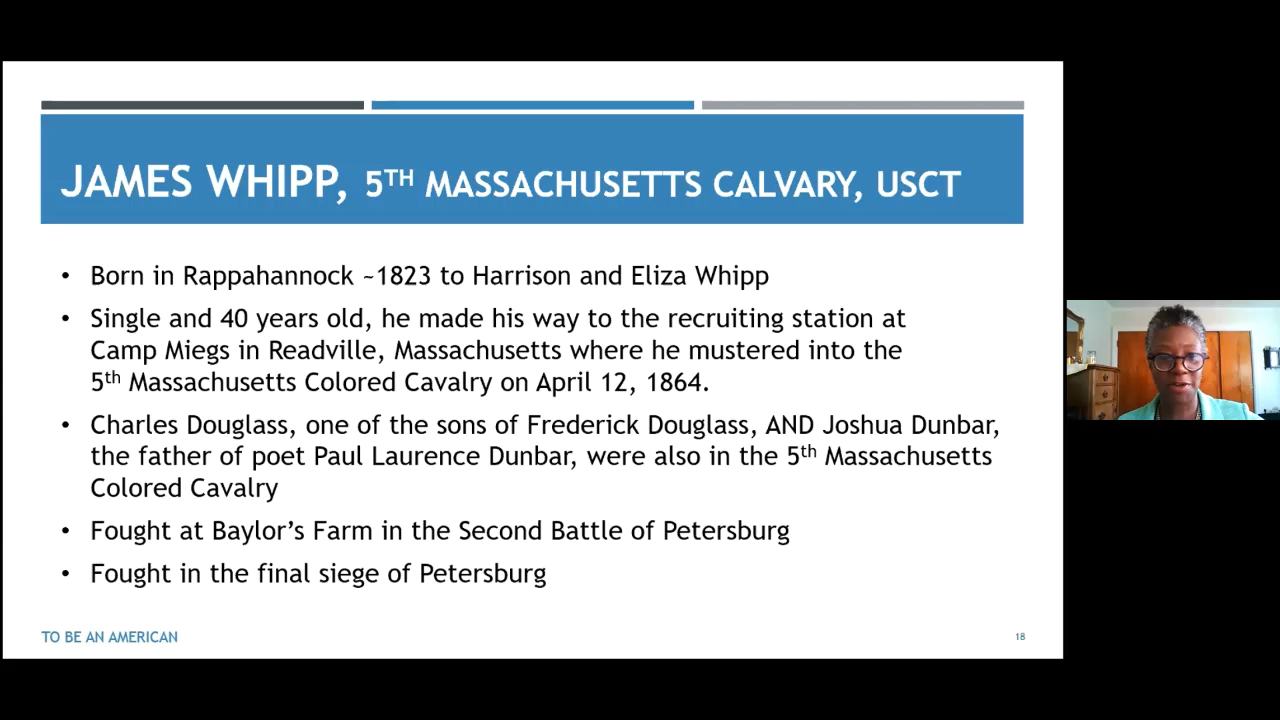 JAMES WHIPP, 5TH MASSACHUSETTS CALVARY, USCT
• Born in Rappahannock ~1823 to Harrison and Eliza Whipp
• Single and 40 years old, he made his way to the recruiting station at
Camp Miegs in Readville, Massachusetts where he mustered into the
5th Massachusetts Colored Cavalry on April 12, 1864.
• Charles Douglass, one of the sons of Frederick Douglass, AND Joshua Dunbar,
the father of poet Paul Laurence Dunbar, were also in the 5th Massachusetts
Colored Cavalry
• Fought at Baylor’s Farm in the Second Battle of Petersburg
• Fought in the final siege of Petersburg
TO BE AN AMERICAN
18